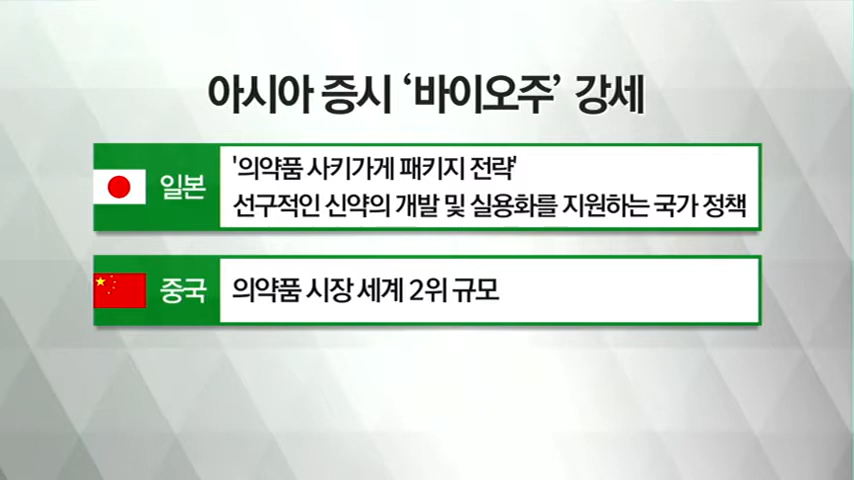 아시아 증시 ‘바이오주’ 강세
일본
'의약품 사키가게 패키지 전략'
선구적인 신약의 개발 및 실용화를 지원하는 국가 정책
중국
의약품 시장 세계 2위 규모